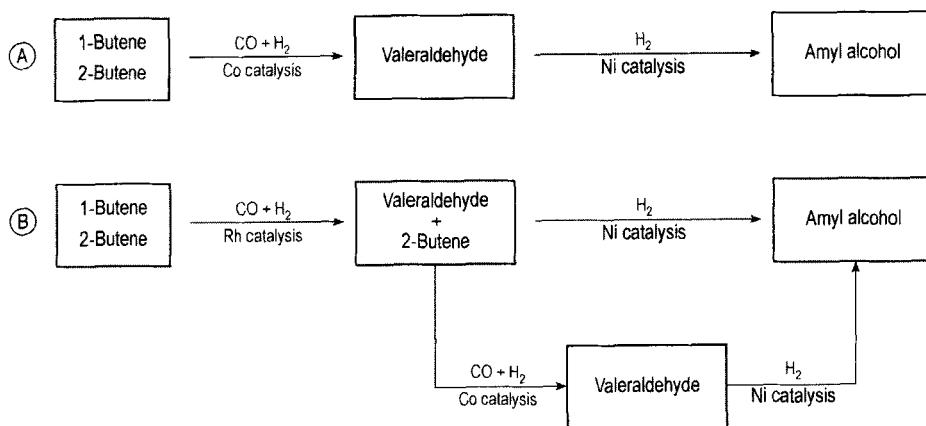 A
1-Butene
2-Butene
CO + H₂
Co catalysis
Valeraldehyde
H₂
Ni catalysis
Amyl alcohol
B
1-Butene
2-Butene
CO + H₂
Rh catalysis
Valeraldehyde
+
2-Butene
H₂
Ni catalysis
Amyl alcohol
CO + H₂
Co catalysis
Valeraldehyde
H₂
Ni catalysis